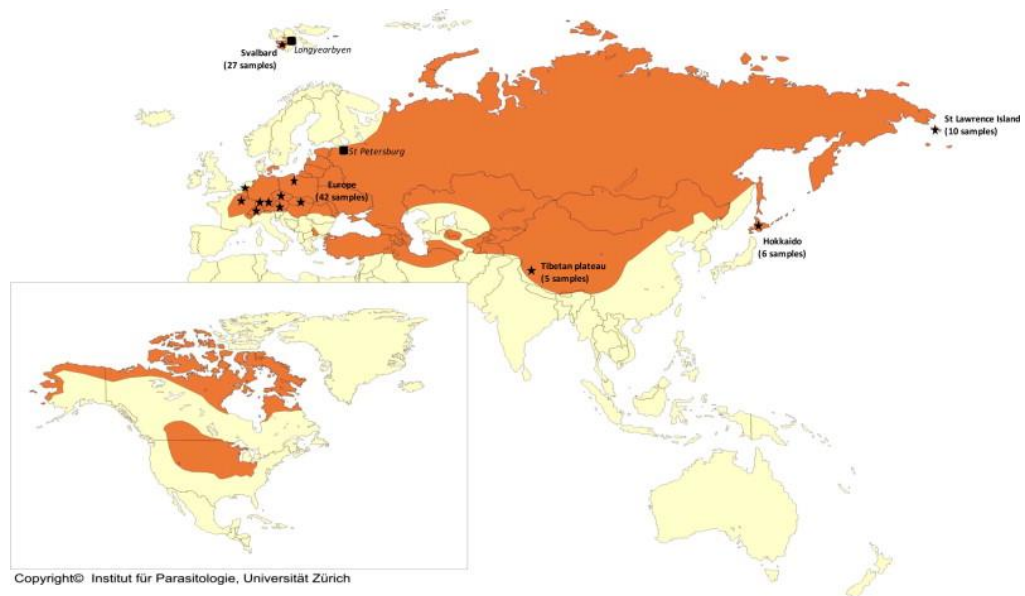 Svalbard
(27 samples)
Longyearbyen
St Lawrence Island
(10 samples)
St Petersburg
Europe
(42 samples)
Hokkaido
(6 samples)
Tibetan plateau
(5 samples)
Copyright© Institut für Parasitologie, Universität Zürich